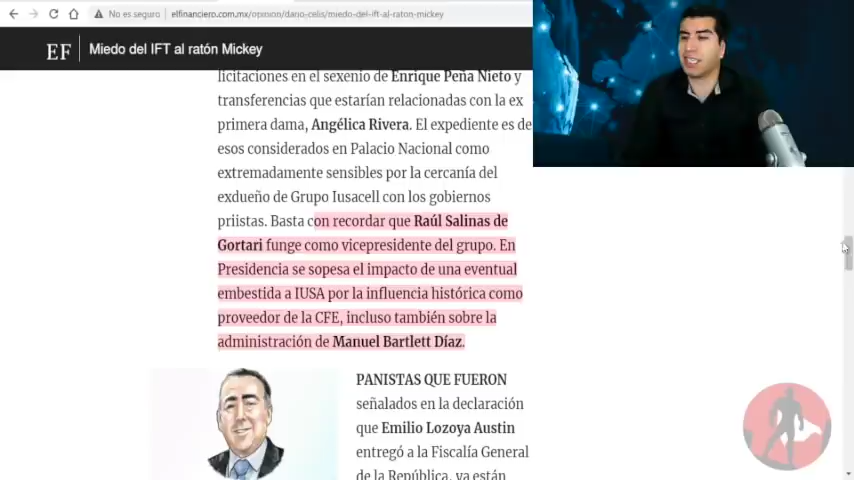 No es seguro | elfinanciero.com.mx/opinion/dario-celis/miedo-del-ift-al-raton-mickey
EF Miedo del IFT al ratón Mickey
licitaciones en el sexenio de Enrique Peña Nieto y
transferencias que estarían relacionadas con la ex
primera dama, Angélica Rivera. El expediente es de
esos considerados en Palacio Nacional como
extremadamente sensibles por la cercanía del
exdueño de Grupo Iusacell con los gobiernos
priistas. Basta con recordar que Raúl Salinas de
Gortari funge como vicepresidente del grupo. En
Presidencia se sopesa el impacto de una eventual
embestida a IUSA por la influencia histórica como
proveedor de la CFE, incluso también sobre la
administración de Manuel Bartlett Díaz.
PANISTAS QUE FUERON
señalados en la declaración
que Emilio Lozoya Austin
entregó a la Fiscalía General
de la República, ya están